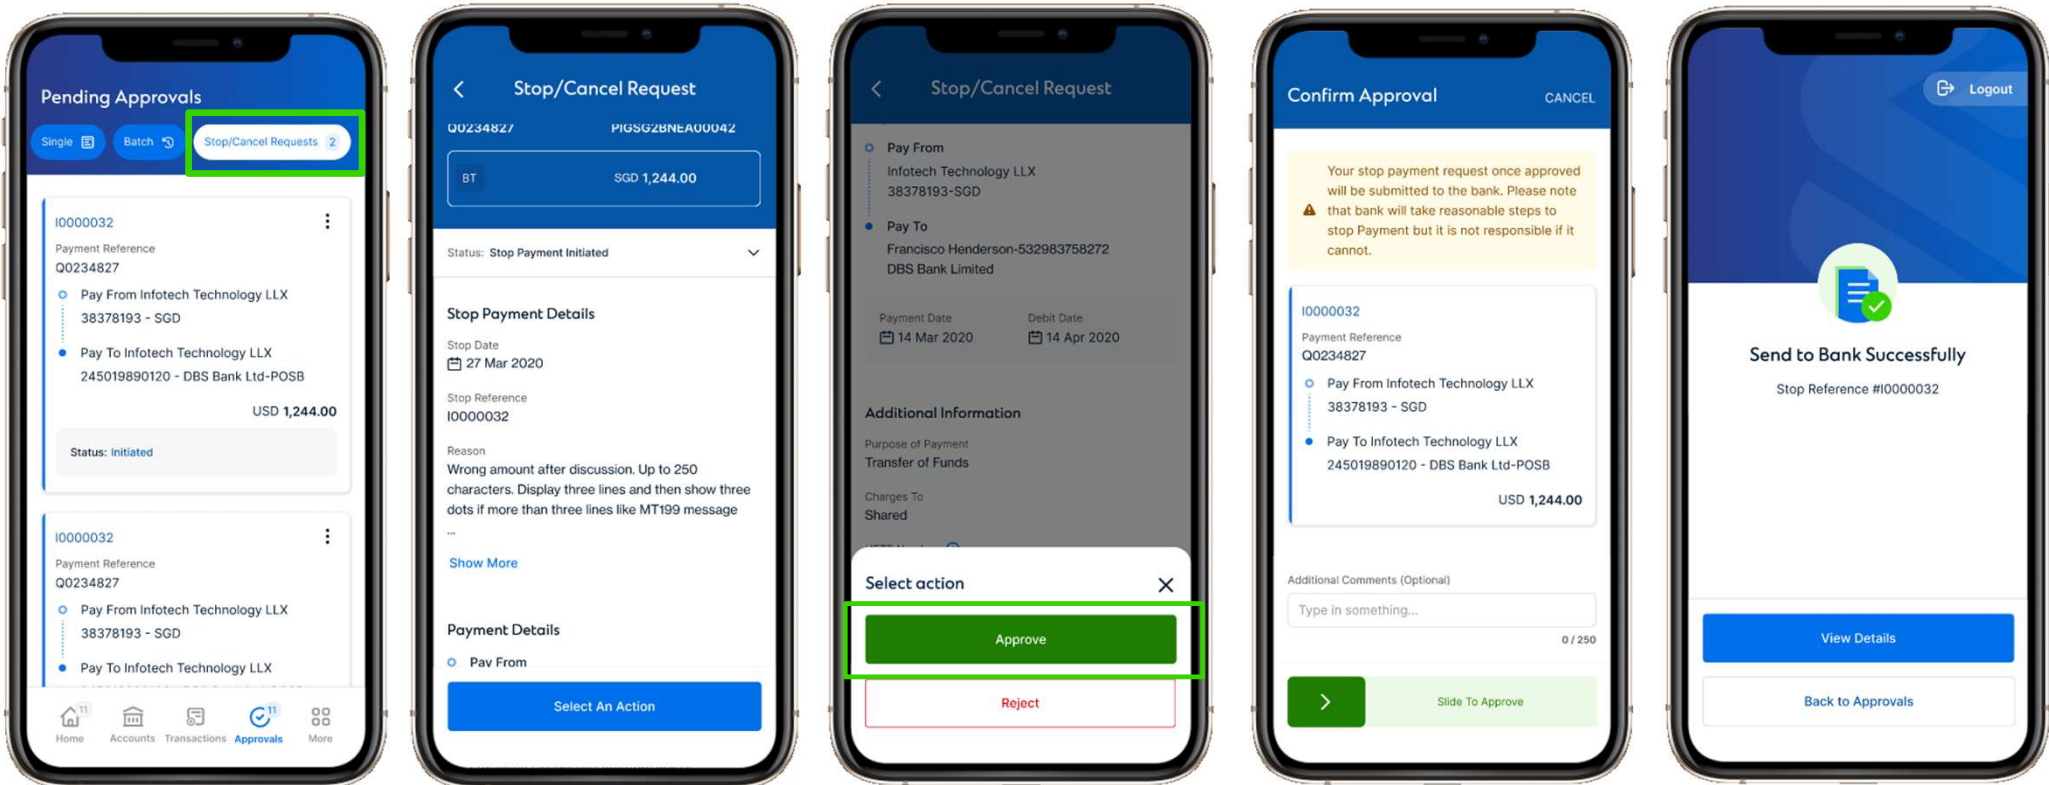 Pending Approvals
Single
Batch
Stop/Cancel Requests 2
I0000032
Payment Reference
Q0234827
Pay From Infotech Technology LLX
38378193 - SGD
Pay To Infotech Technology LLX
245019890120 - DBS Bank Ltd-POSB
USD 1,244.00
Status: Initiated
I0000032
Payment Reference
Q0234827
Pay From Infotech Technology LLX
38378193 - SGD
Pay To Infotech Technology LLX
11
11
Home Accounts Transactions Approvals More
Stop/Cancel Request
Q0234827 PIGSG2BNEA00042
BT SGD 1,244.00
Status: Stop Payment Initiated
Stop Payment Details
Stop Date
27 Mar 2020
Stop Reference
I0000032
Reason
Wrong amount after discussion. Up to 250
characters. Display three lines and then show three
dots if more than three lines like MT199 message
...
Show More
Payment Details
Pay From
Select An Action
Stop/Cancel Request
Pay From
Infotech Technology LLX
38378193-SGD
Pay To
Francisco Henderson-532983758272
DBS Bank Limited
Payment Date Debit Date
14 Mar 2020 14 Apr 2020
Additional Information
Purpose of Payment
Transfer of Funds
Charges To
Shared
Select action
Approve
Reject
Confirm Approval CANCEL
Your stop payment request once approved
will be submitted to the bank. Please note
that bank will take reasonable steps to
stop Payment but it is not responsible if it
cannot.
I0000032
Payment Reference
Q0234827
Pay From Infotech Technology LLX
38378193 - SGD
Pay To Infotech Technology LLX
245019890120 - DBS Bank Ltd-POSB
USD 1,244.00
Additional Comments (Optional)
Type in something...
0 / 250
Slide To Approve
Logout
Send to Bank Successfully
Stop Reference #I0000032
View Details
Back to Approvals